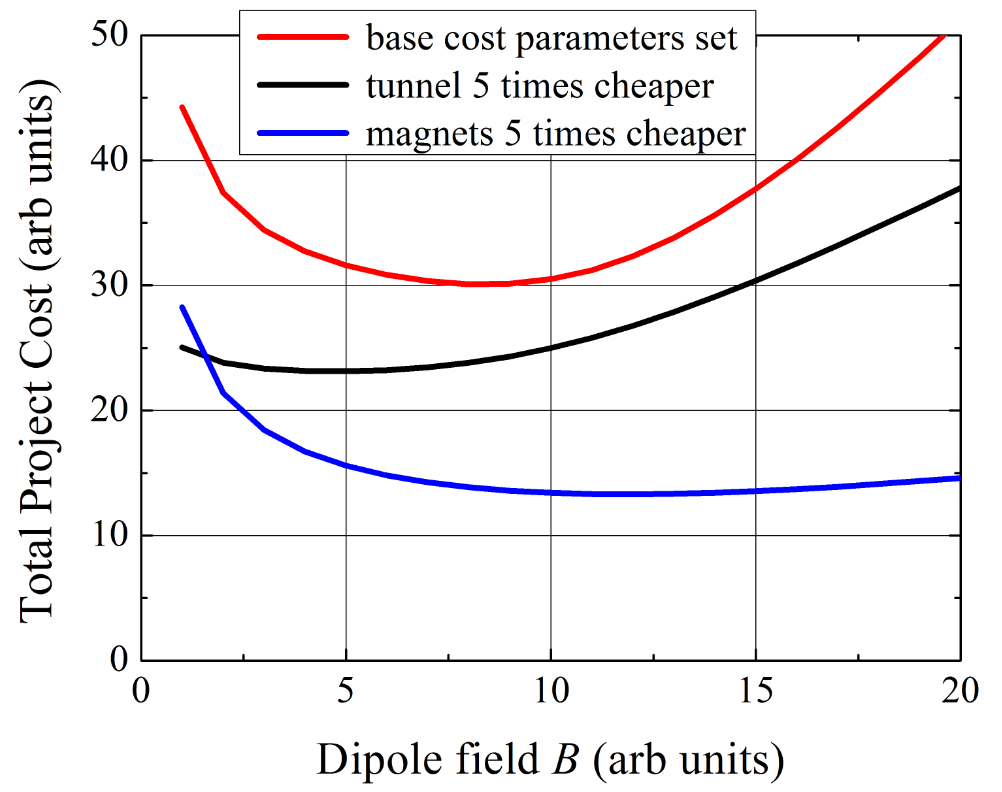 base cost parameters set
tunnel 5 times cheaper
magnets 5 times cheaper
Total Project Cost (arb units)
50
40
30
20
10
0
0 5 10 15 20
Dipole field B (arb units)